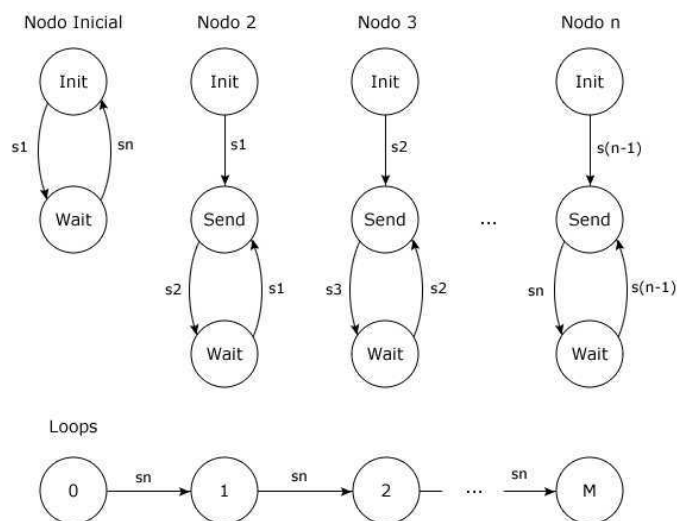 Nodo Inicial Nodo 2 Nodo 3 Nodo n
Init Init Init Init
s1 sn s1 s2 s(n-1)
Wait Send Send ... Send
s2 s1 s3 s2 sn s(n-1)
Wait Wait Wait
Loops
sn sn sn
0 1 2 ... M